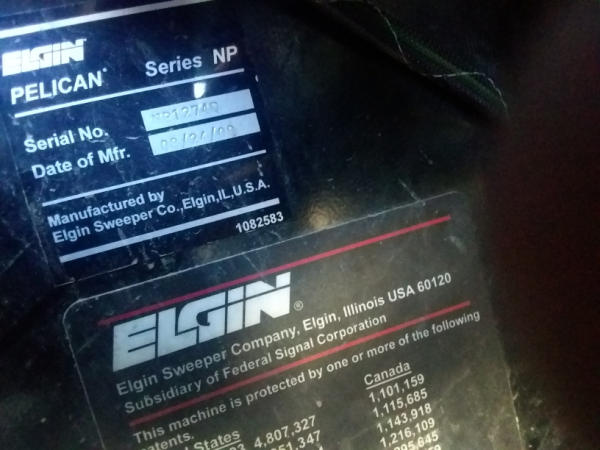 ELGIN
PELICAN Series NP
Serial No.
Date of Mfr.
Manufactured by
Elgin Sweeper Co., Elgin, IL, U.S.A.
1082583
ELGIN®
Elgin Sweeper Company, Elgin, Illinois USA 60120
Subsidiary of Federal Signal Corporation
This machine is protected by one or more of the following
patents.
States Canada
4,807,327 1,101,159
1,115,685
1,143,918
1,216,109